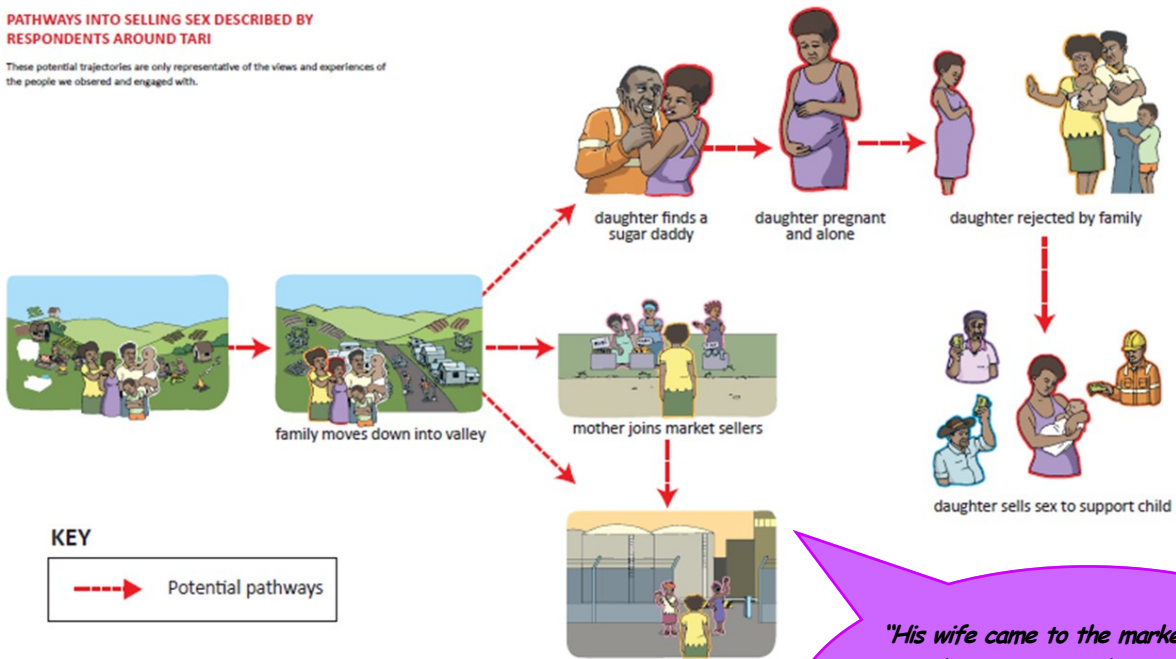 PATHWAYS INTO SELLING SEX DESCRIBED BY
RESPONDENTS AROUND TARI
These potential trajectories are only representative of the views and experiences of
the people we obsered and engaged with.
daughter finds a
sugar daddy
daughter pregnant
and alone
daughter rejected by family
family moves down into valley
mother joins market sellers
daughter sells sex to support child
KEY
Potential pathways
"His wife came to the marke